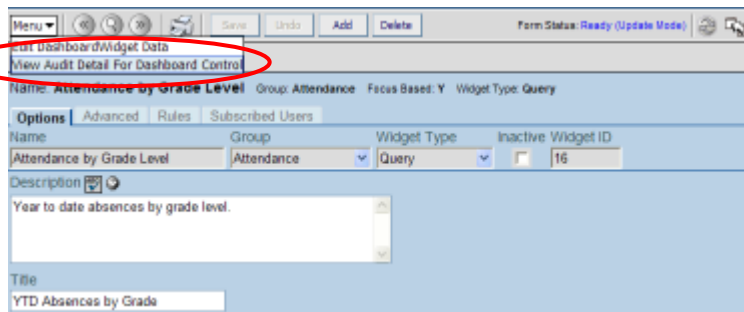 Menu Save Undo Add Delete Form Status: Ready (Update Mode)
Edit DashboardWidget Data
View Audit Detail For Dashboard Control
Name: Attendance by Grade Level Group: Attendance Focus Based: Y Widget Type: Query
Options Advanced Rules Subscribed Users
Name Group Widget Type Inactive Widget ID
Attendance by Grade Level Attendance Query 16
Description
Year to date absences by grade level.
Title
YTD Absences by Grade